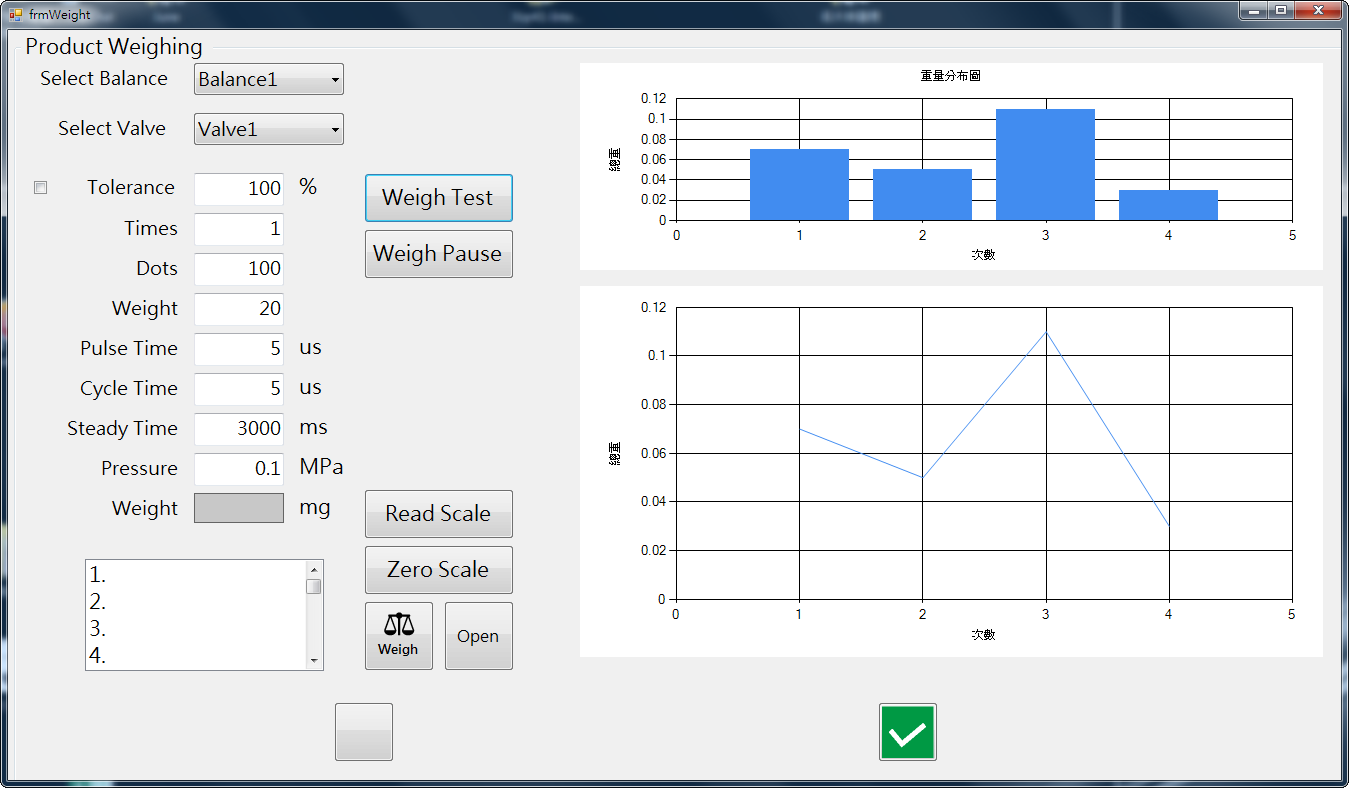 frmWeight
Product Weighing
Select Balance Balance1
Select Valve Valve1
Tolerance 100 %
Times 1
Dots 100
Weight 20
Pulse Time 5 us
Cycle Time 5 us
Steady Time 3000 ms
Pressure 0.1 MPa
Weight mg
1.
2.
3.
4.
Weigh Test
Weigh Pause
Read Scale
Zero Scale
Weigh
Open
重量分布圖
總重
0.12
0.1
0.08
0.06
0.04
0.02
0
0 1 2 3 4 5
次數
總重
0.12
0.1
0.08
0.06
0.04
0.02
0
0 1 2 3 4 5
次數